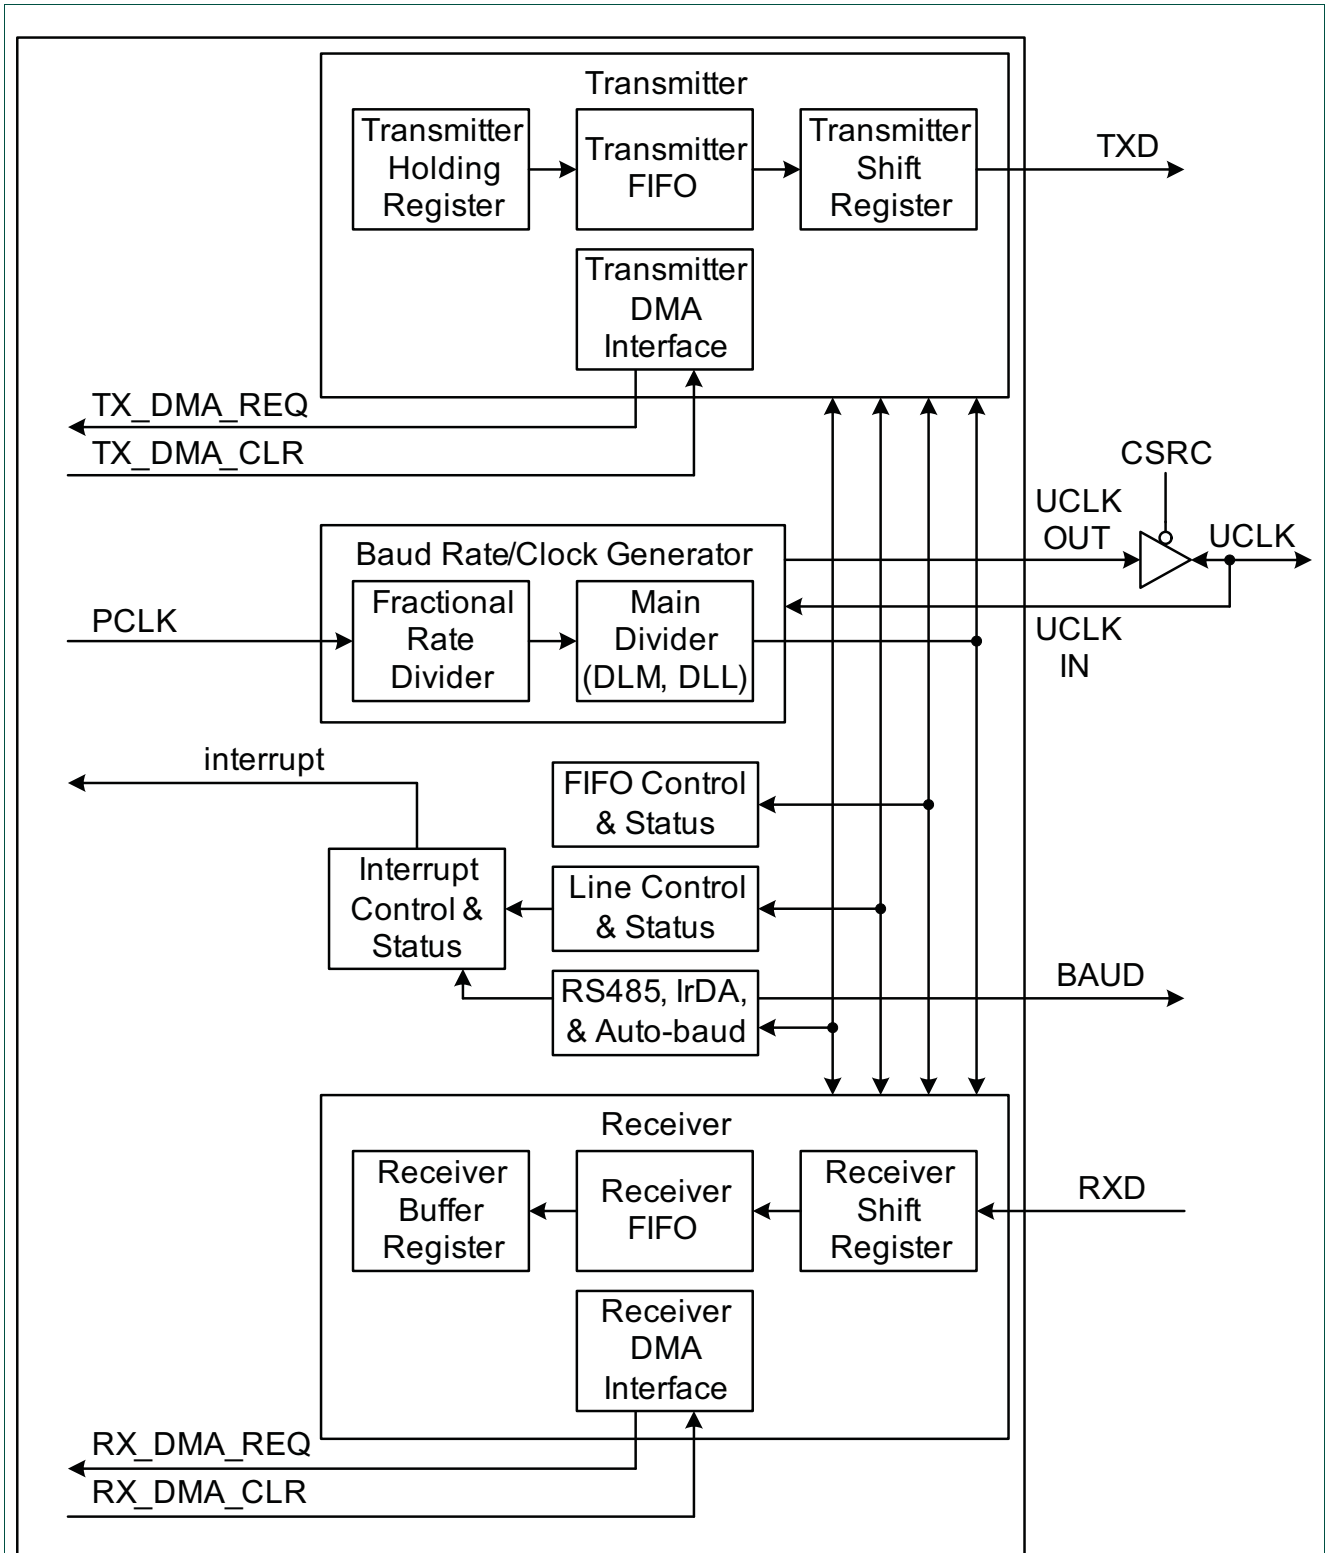 Transmitter
Transmitter
Holding
Register
Transmitter
FIFO
Transmitter
Shift
Register
TXD
Transmitter
DMA
Interface
TX_DMA_REQ
TX_DMA_CLR
CSRC
UCLK
OUT
UCLK
Baud Rate/Clock Generator
PCLK
Fractional
Rate
Divider
Main
Divider
(DLM, DLL)
UCLK
IN
interrupt
FIFO Control
& Status
Interrupt
Control &
Status
Line Control
& Status
RS485, IrDA,
& Auto-baud
BAUD
Receiver
Receiver
Buffer
Register
Receiver
FIFO
Receiver
Shift
Register
RXD
Receiver
DMA
Interface
RX_DMA_REQ
RX_DMA_CLR